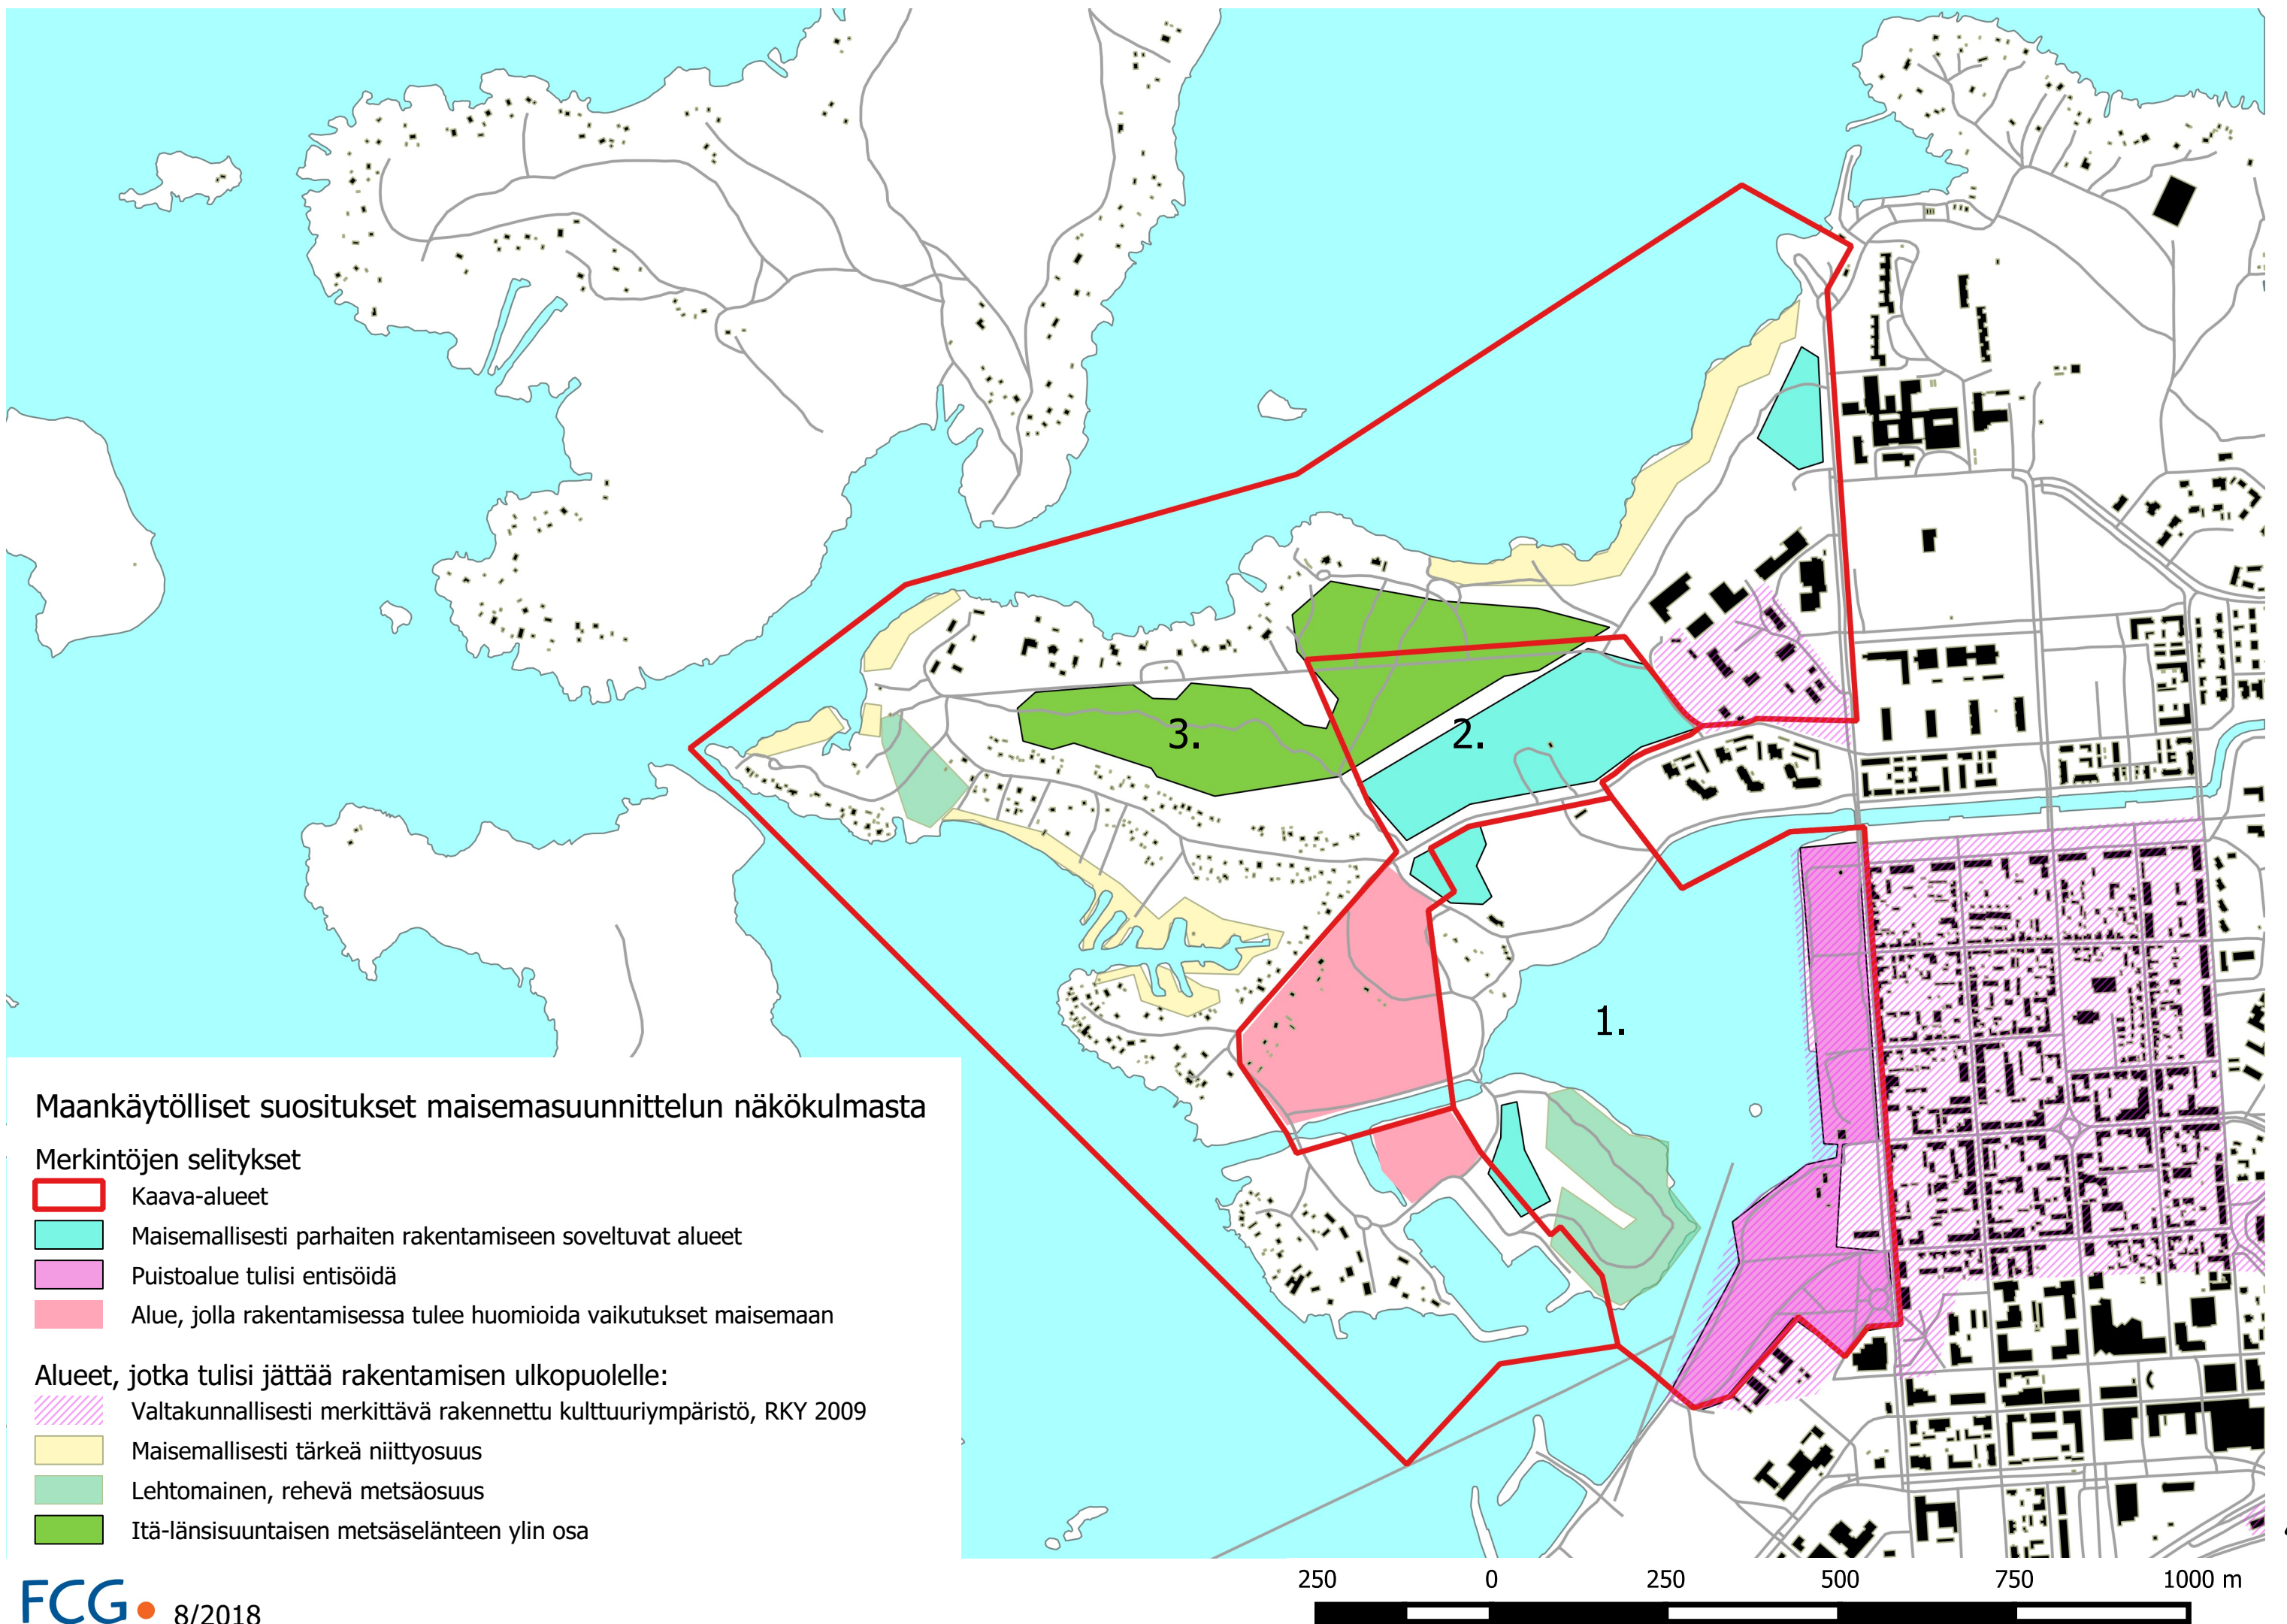 3.
2.
1.
Maankäytölliset suositukset maisemasuunnittelun näkökulmasta
Merkintöjen selitykset
Kaava-alueet
Maisemallisesti parhaiten rakentamiseen soveltuvat alueet
Puistoalue tulisi entisöidä
Alue, jolla rakentamisessa tulee huomioida vaikutukset maisemaan
Alueet, jotka tulisi jättää rakentamisen ulkopuolelle:
Valtakunnallisesti merkittävä rakennettu kulttuuriympäristö, RKY 2009
Maisemallisesti tärkeä niittyosuus
Lehtomainen, rehevä metsäosuus
Itä-länsisuuntaisen metsäselänteen ylin osa
250 0 250 500 750 1000 m
FCG 8/2018